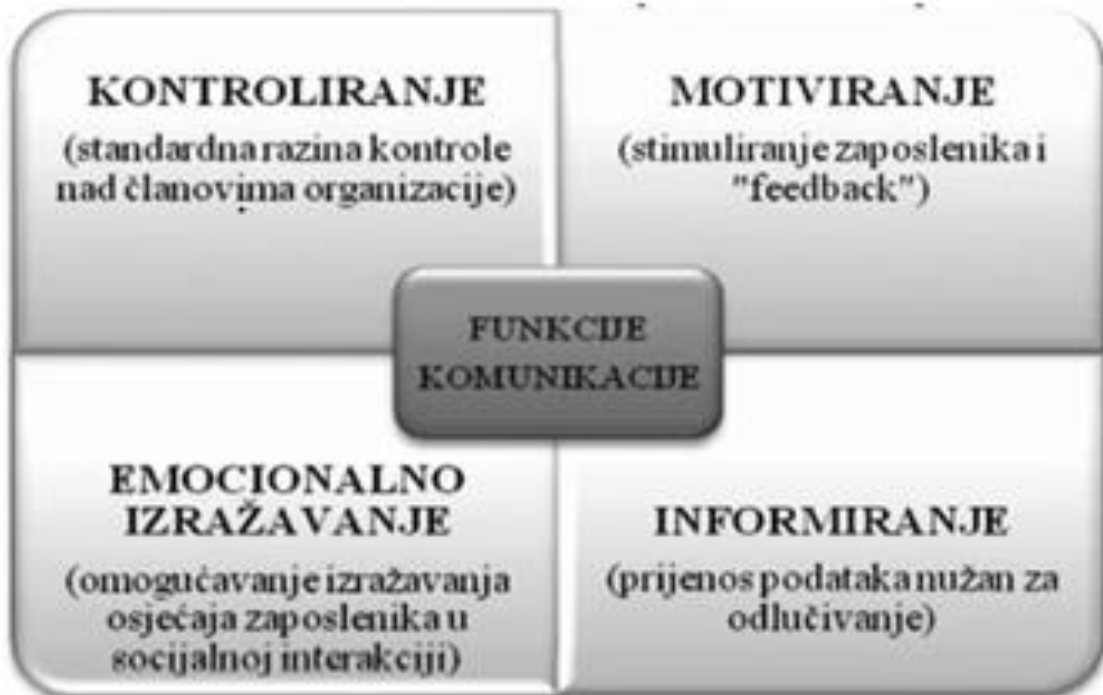 KONTROLIRANJE
(standardna razina kontrole
nad članovima organizacije)
MOTIVIRANJE
(stimuliranje zaposlenika i
"feedback")
FUNKCIJE
KOMUNIKACIJE
EMOCIONALNO
IZRAŽAVANJE
(omogućavanje izražavanja
osjećaja zaposlenika u
socijalnoj interakciji)
INFORMIRANJE
(prijenos podataka nužan za
odlučivanje)